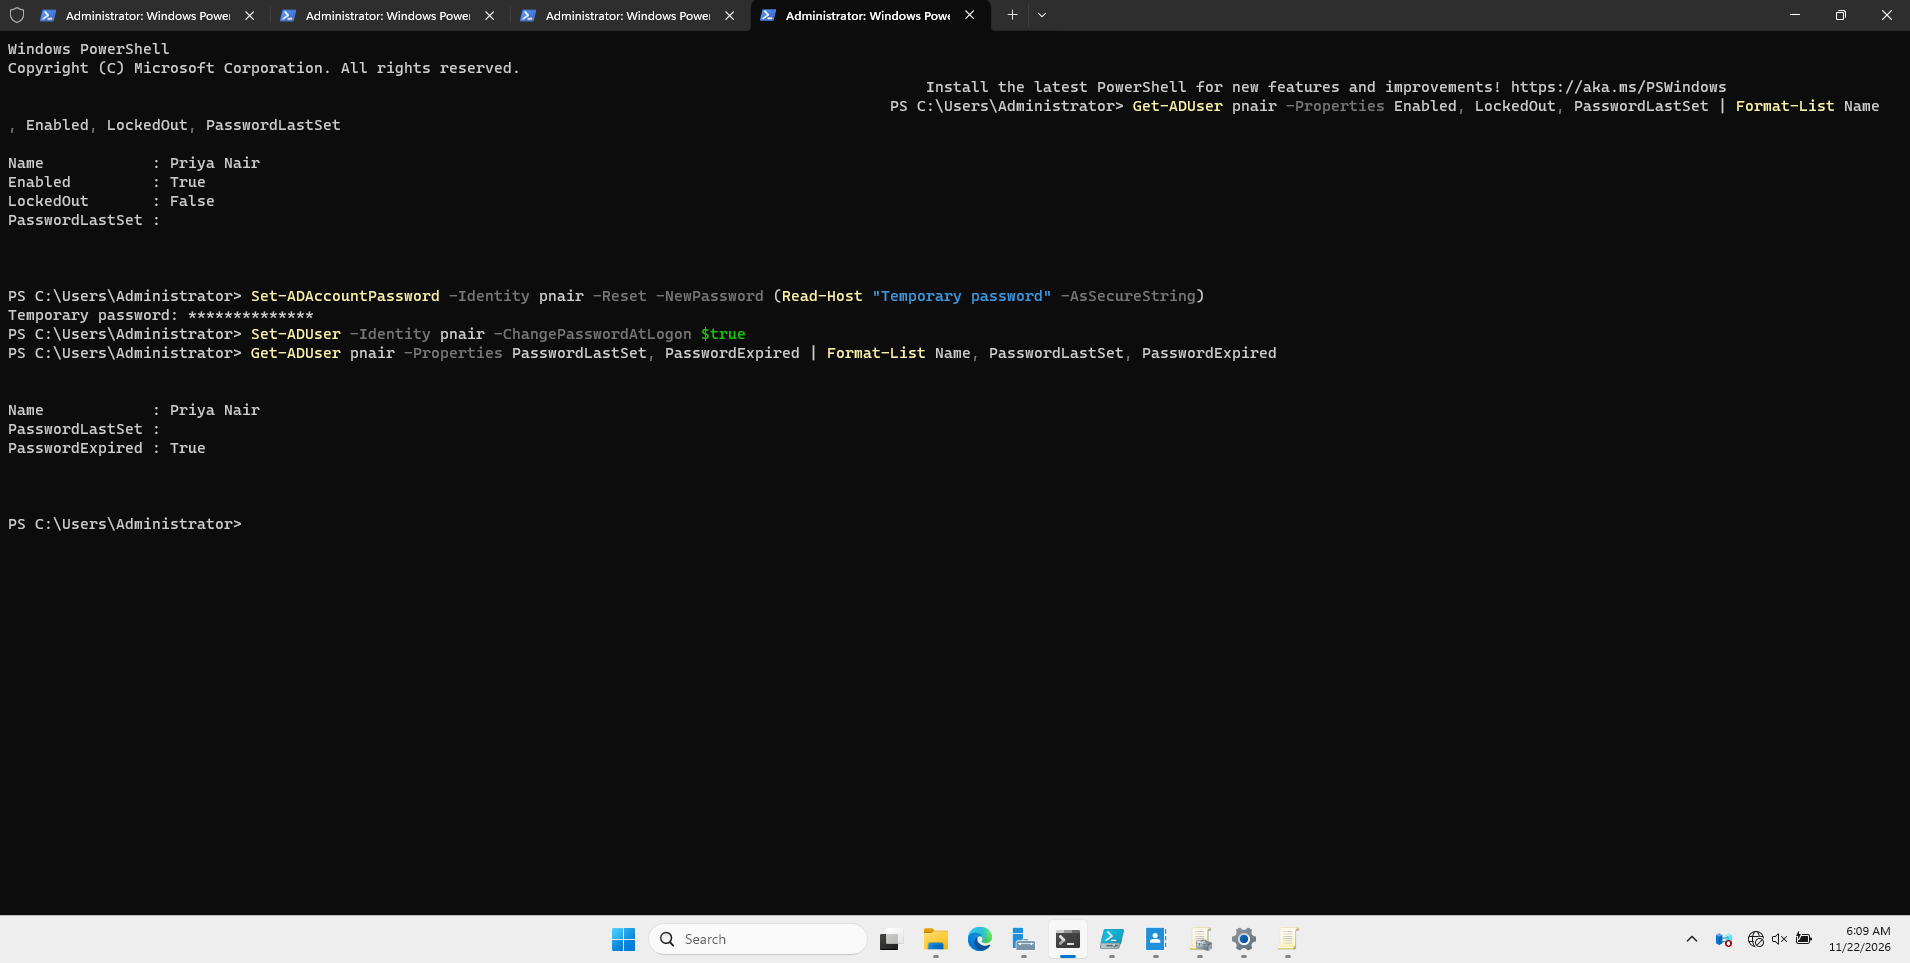 Administrator: Windows Power
Administrator: Windows Power
Administrator: Windows Power
Administrator: Windows Powe
Windows PowerShell
Copyright (C) Microsoft Corporation. All rights reserved.
Install the latest PowerShell for new features and improvements! https://aka.ms/PSWindows
PS C:\Users\Administrator> Get-ADUser pnair -Properties Enabled, LockedOut, PasswordLastSet | Format-List Name
, Enabled, LockedOut, PasswordLastSet
Name            : Priya Nair
Enabled         : True
LockedOut       : False
PasswordLastSet :
PS C:\Users\Administrator> Set-ADAccountPassword -Identity pnair -Reset -NewPassword (Read-Host "Temporary password" -AsSecureString)
Temporary password: **************
PS C:\Users\Administrator> Set-ADUser -Identity pnair -ChangePasswordAtLogon $true
PS C:\Users\Administrator> Get-ADUser pnair -Properties PasswordLastSet, PasswordExpired | Format-List Name, PasswordLastSet, PasswordExpired
Name            : Priya Nair
PasswordLastSet :
PasswordExpired : True
PS C:\Users\Administrator>
Search
6:09 AM
11/22/2026